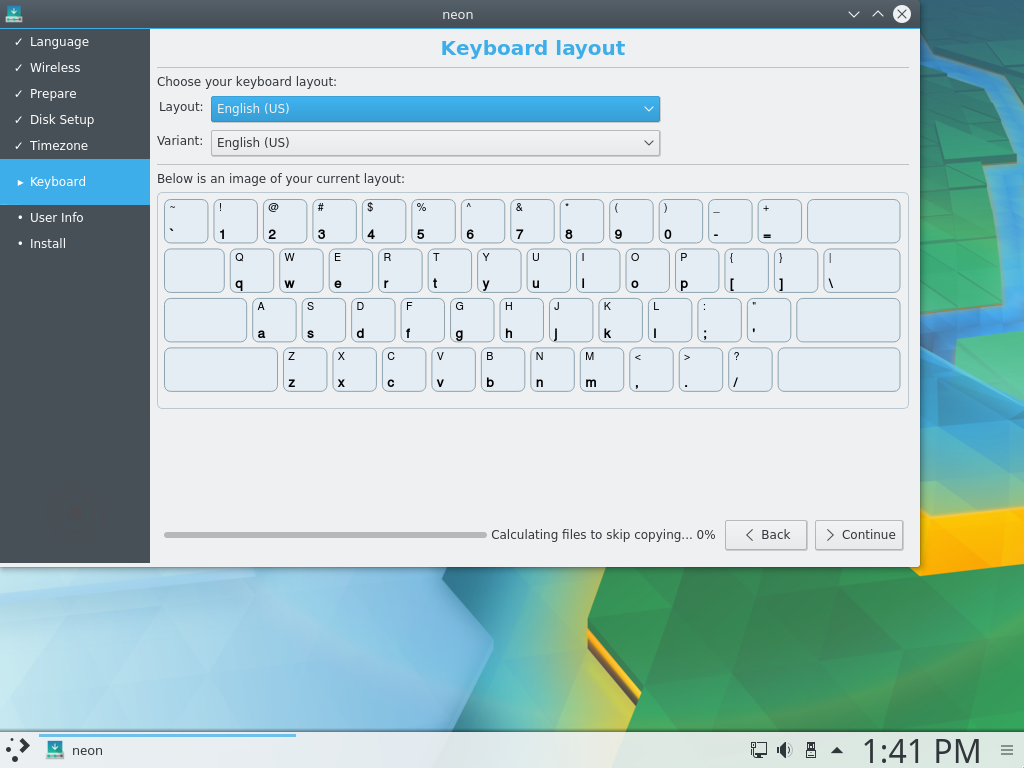 neon
✓ Language
✓ Wireless
✓ Prepare
✓ Disk Setup
✓ Timezone
▸ Keyboard
• User Info
• Install
Keyboard layout
Choose your keyboard layout:
Layout: English (US)
Variant: English (US)
Below is an image of your current layout:
~ ! @ # $ % ^ & * ( ) _ +
` 1 2 3 4 5 6 7 8 9 0 - =
Q W E R T Y U I O P { } |
q w e r t y u i o p [ ] \
A S D F G H J K L : "
a s d f g h j k l ; '
Z X C V B N M < > ?
z x c v b n m , . /
Calculating files to skip copying... 0% Back Continue
neon 1:41 PM